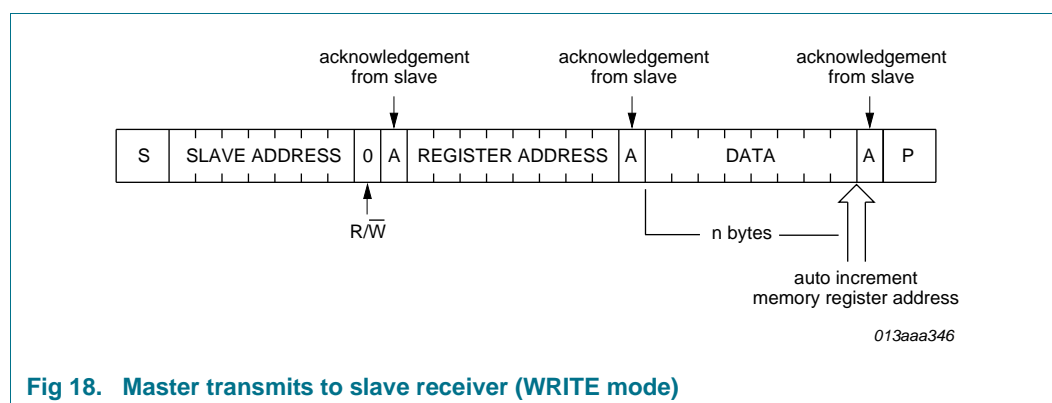 acknowledgement
from slave
acknowledgement
from slave
acknowledgement
from slave
S SLAVE ADDRESS 0 A REGISTER ADDRESS A DATA A P
R/W̅
n bytes
auto increment
memory register address
013aaa346
Fig 18. Master transmits to slave receiver (WRITE mode)